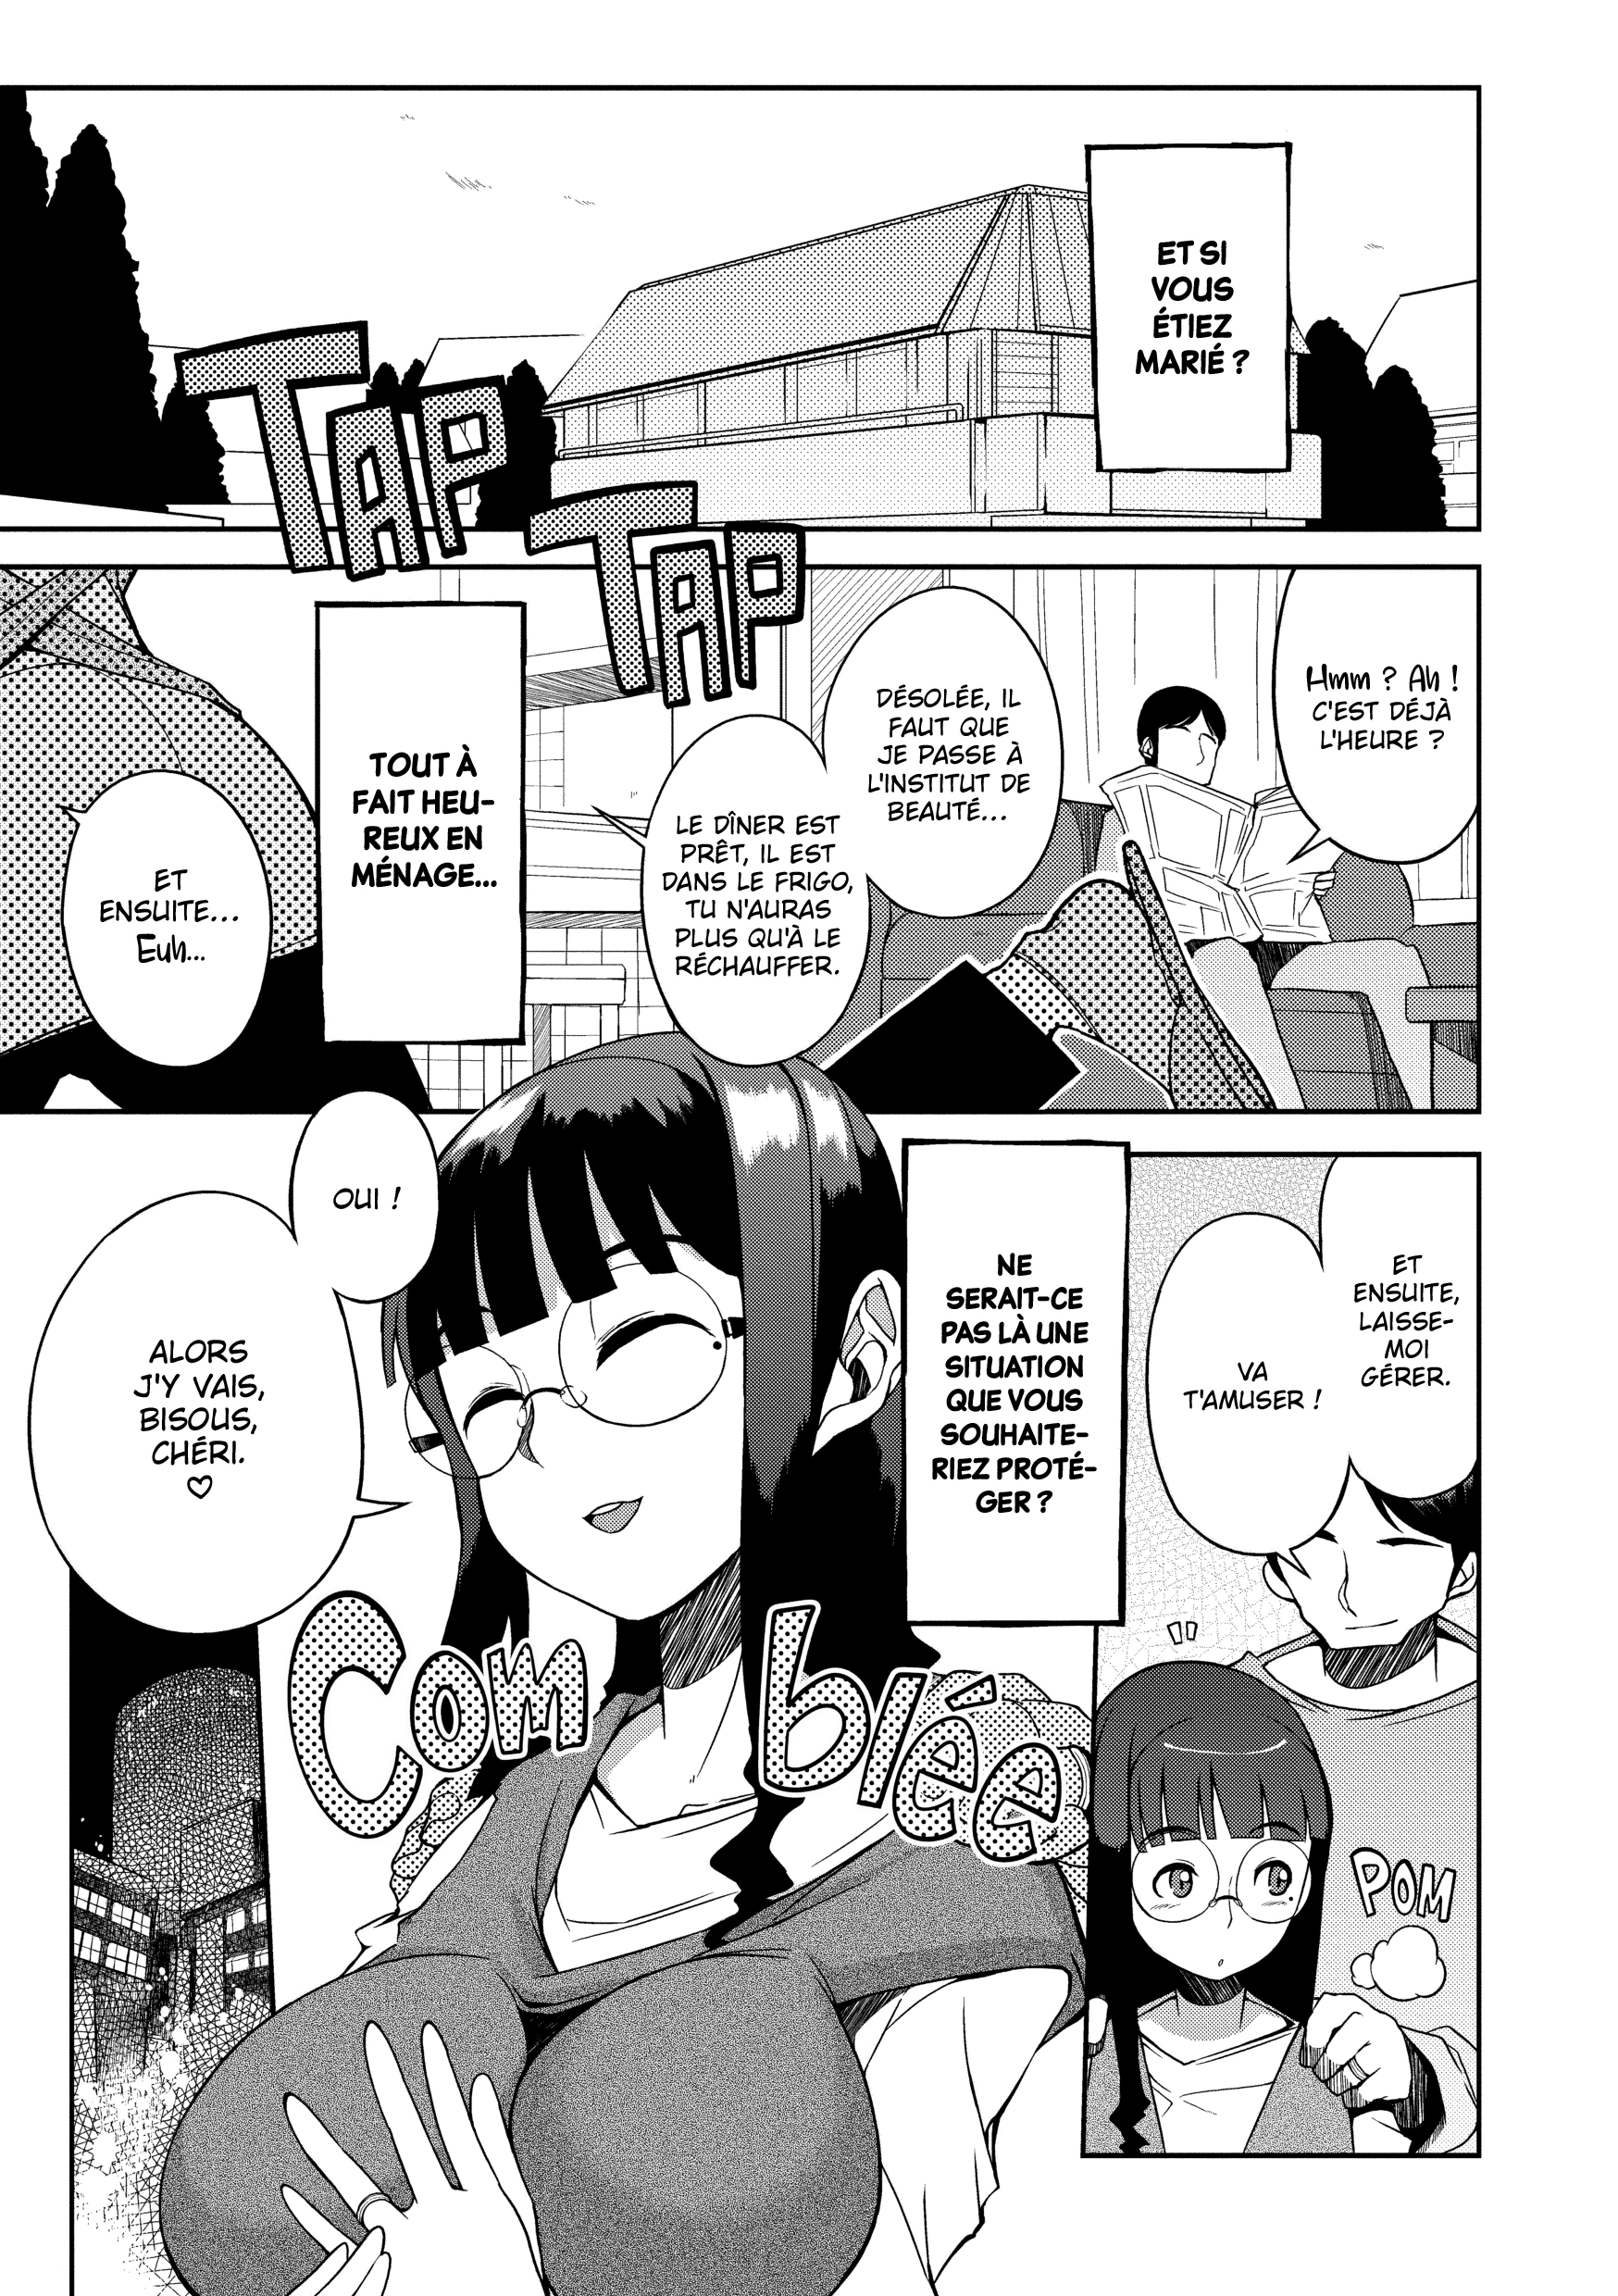 ET SI
VOUS
ÉTIEZ
MARIÉ ?
TAP
TAP
Hmm ? Ah !
C'EST DÉJÀ
L'HEURE ?
DÉSOLÉE, IL
FAUT QUE
JE PASSE À
L'INSTITUT DE
BEAUTÉ...
LE DÎNER EST
PRÊT, IL EST
DANS LE FRIGO,
TU N'AURAS
PLUS QU'À LE
RÉCHAUFFER.
TOUT À
FAIT HEU-
REUX EN
MÉNAGE...
ET
ENSUITE...
Euh...
ET
ENSUITE,
LAISSE-
MOI
GÉRER.
VA
T'AMUSER !
POM
NE
SERAIT-CE
PAS LÀ UNE
SITUATION
QUE VOUS
SOUHAITE-
RIEZ PROTÉ-
GER ?
OUI !
ALORS
J'Y VAIS,
BISOUS,
CHÉRI.
♡
Comblée